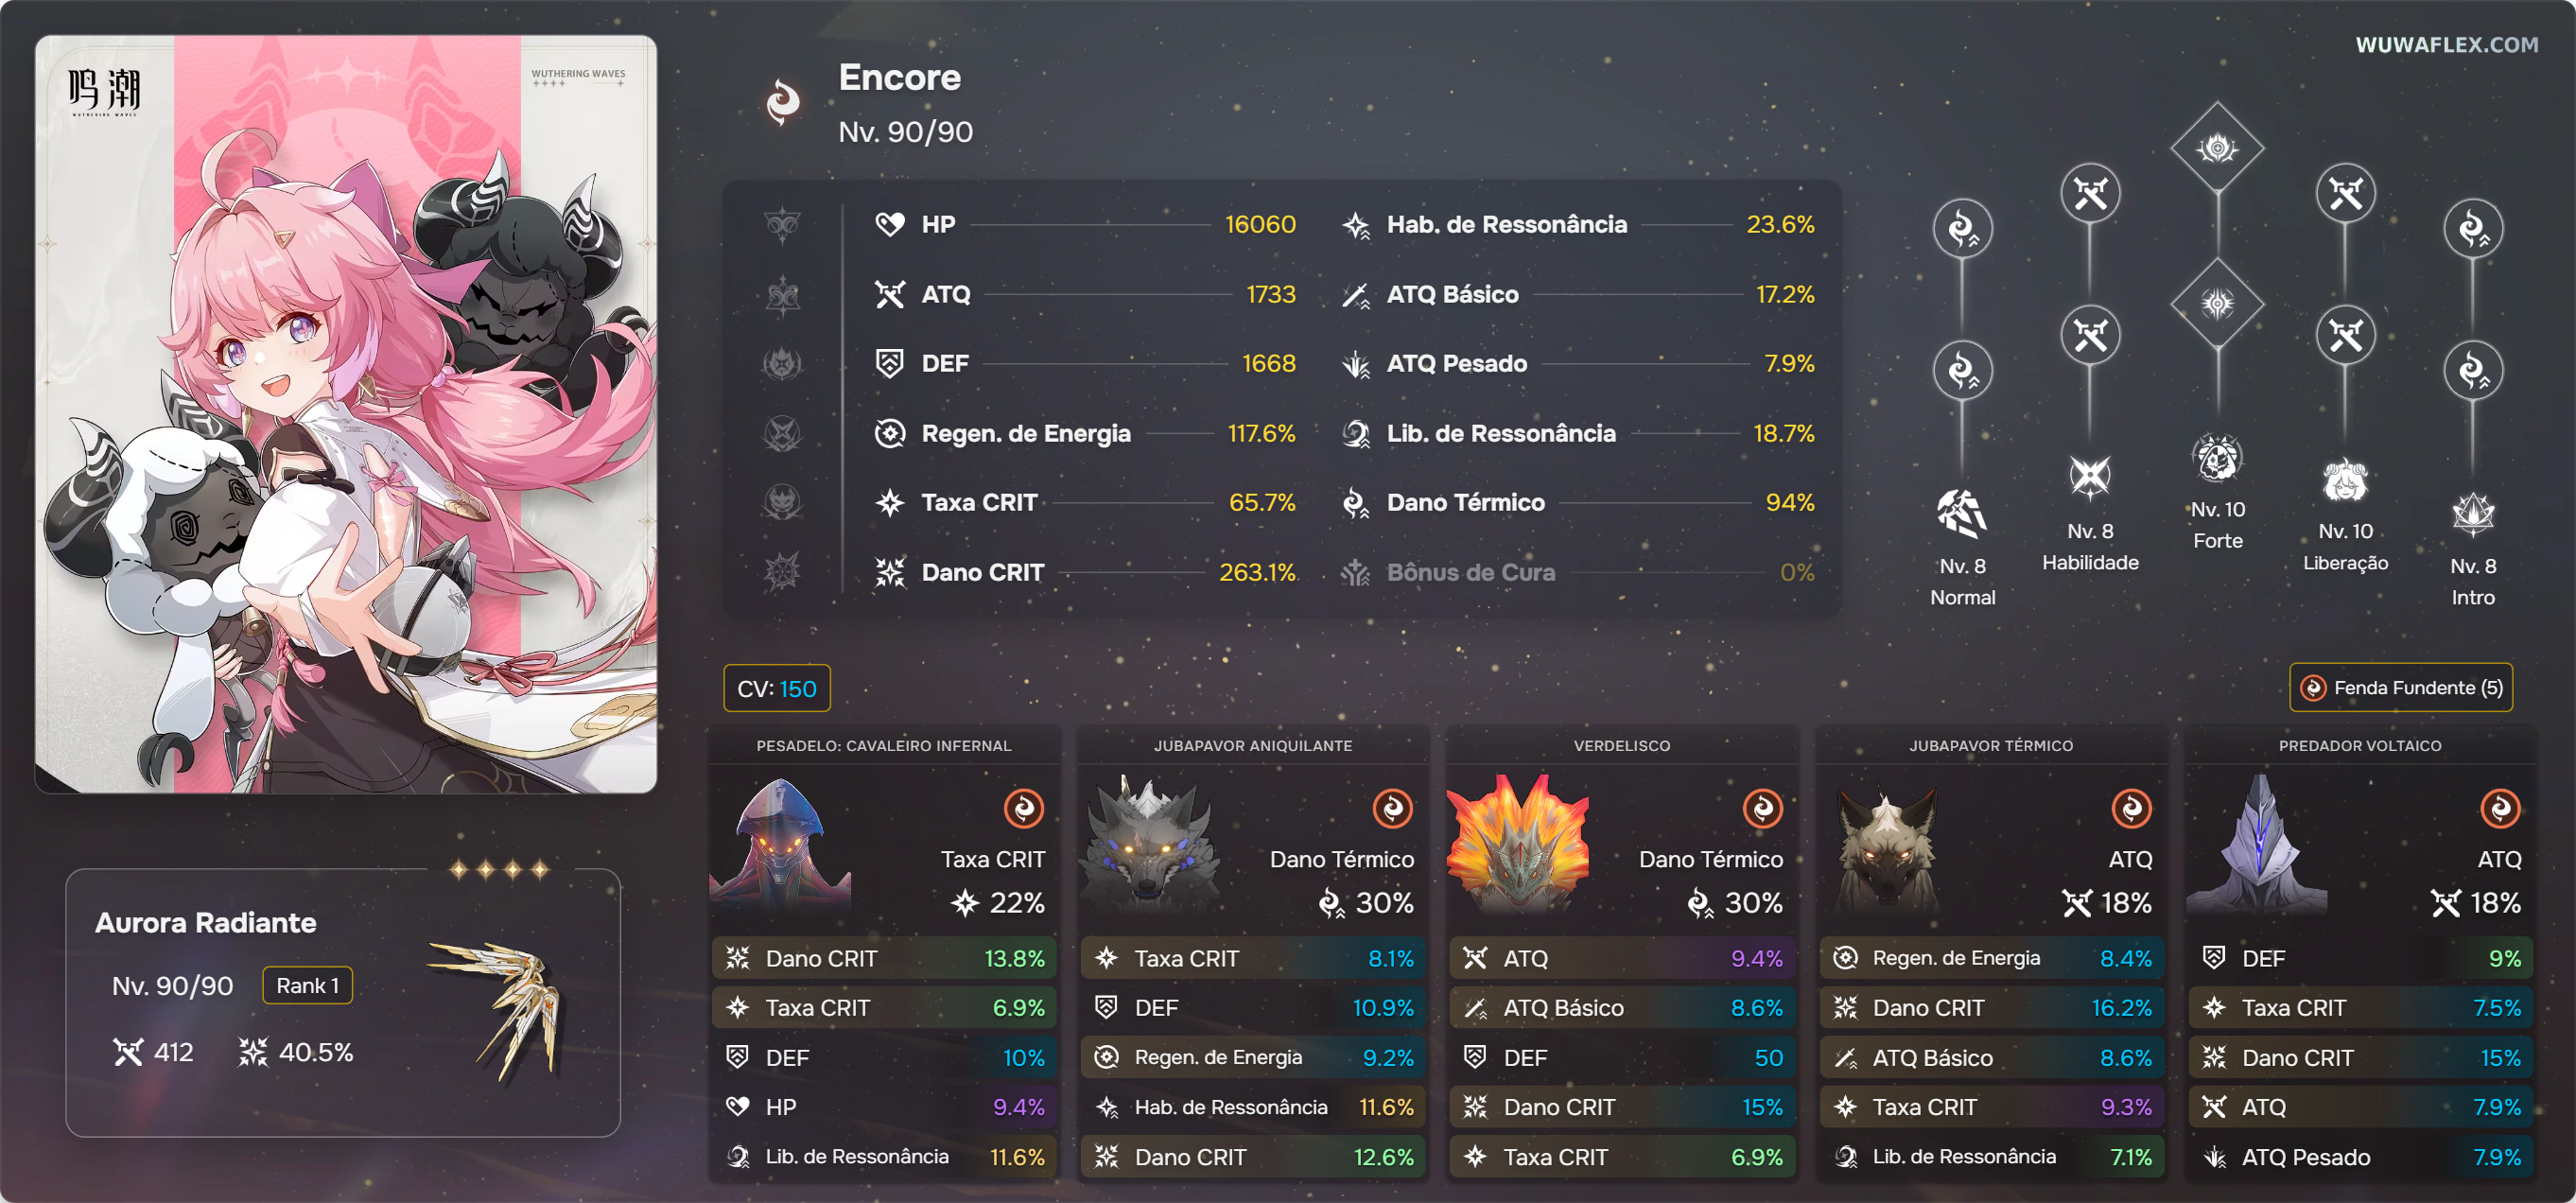 鸣潮
WUTHERING WAVES
WUTHERING WAVES
WUWAFLEX.COM
Encore
Nv. 90/90
HP 16060
Hab. de Ressonância 23.6%
ATQ 1733
ATQ Básico 17.2%
DEF 1668
ATQ Pesado 7.9%
Regen. de Energia 117.6%
Lib. de Ressonância 18.7%
Taxa CRIT 65.7%
Dano Térmico 94%
Dano CRIT 263.1%
Bônus de Cura 0%
Nv. 8
Normal
Nv. 8
Habilidade
Nv. 10
Forte
Nv. 10
Liberação
Nv. 8
Intro
CV: 150
Fenda Fundente (5)
Aurora Radiante
Nv. 90/90
Rank 1
412
40.5%
PESADELO: CAVALEIRO INFERNAL
Taxa CRIT
22%
Dano CRIT 13.8%
Taxa CRIT 6.9%
DEF 10%
HP 9.4%
Lib. de Ressonância 11.6%
JUBAPAVOR ANIQUILANTE
Dano Térmico
30%
Taxa CRIT 8.1%
DEF 10.9%
Regen. de Energia 9.2%
Hab. de Ressonância 11.6%
Dano CRIT 12.6%
VERDELISCO
Dano Térmico
30%
ATQ 9.4%
ATQ Básico 8.6%
DEF 50
Dano CRIT 15%
Taxa CRIT 6.9%
JUBAPAVOR TÉRMICO
ATQ
18%
Regen. de Energia 8.4%
Dano CRIT 16.2%
ATQ Básico 8.6%
Taxa CRIT 9.3%
Lib. de Ressonância 7.1%
PREDADOR VOLTAICO
ATQ
18%
DEF 9%
Taxa CRIT 7.5%
Dano CRIT 15%
ATQ 7.9%
ATQ Pesado 7.9%